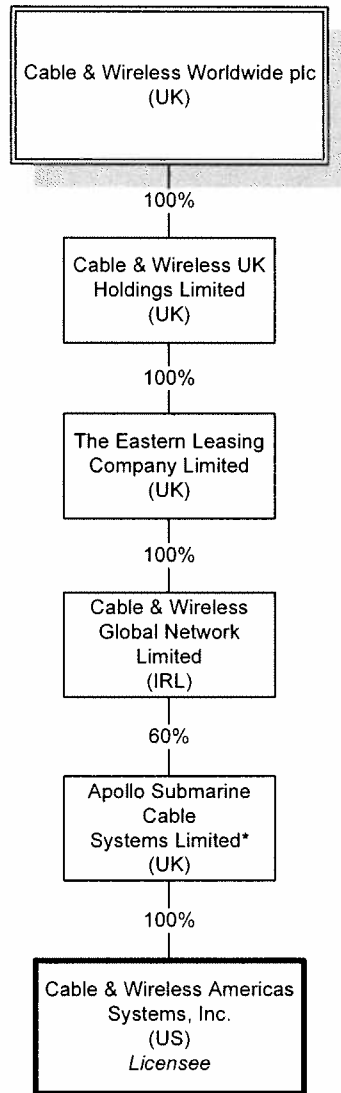 Cable & Wireless Worldwide plc
(UK)
100%
Cable & Wireless UK
Holdings Limited
(UK)
100%
The Eastern Leasing
Company Limited
(UK)
100%
Cable & Wireless
Global Network
Limited
(IRL)
60%
Apollo Submarine
Cable
Systems Limited*
(UK)
100%
Cable & Wireless Americas
Systems, Inc.
(US)
Licensee